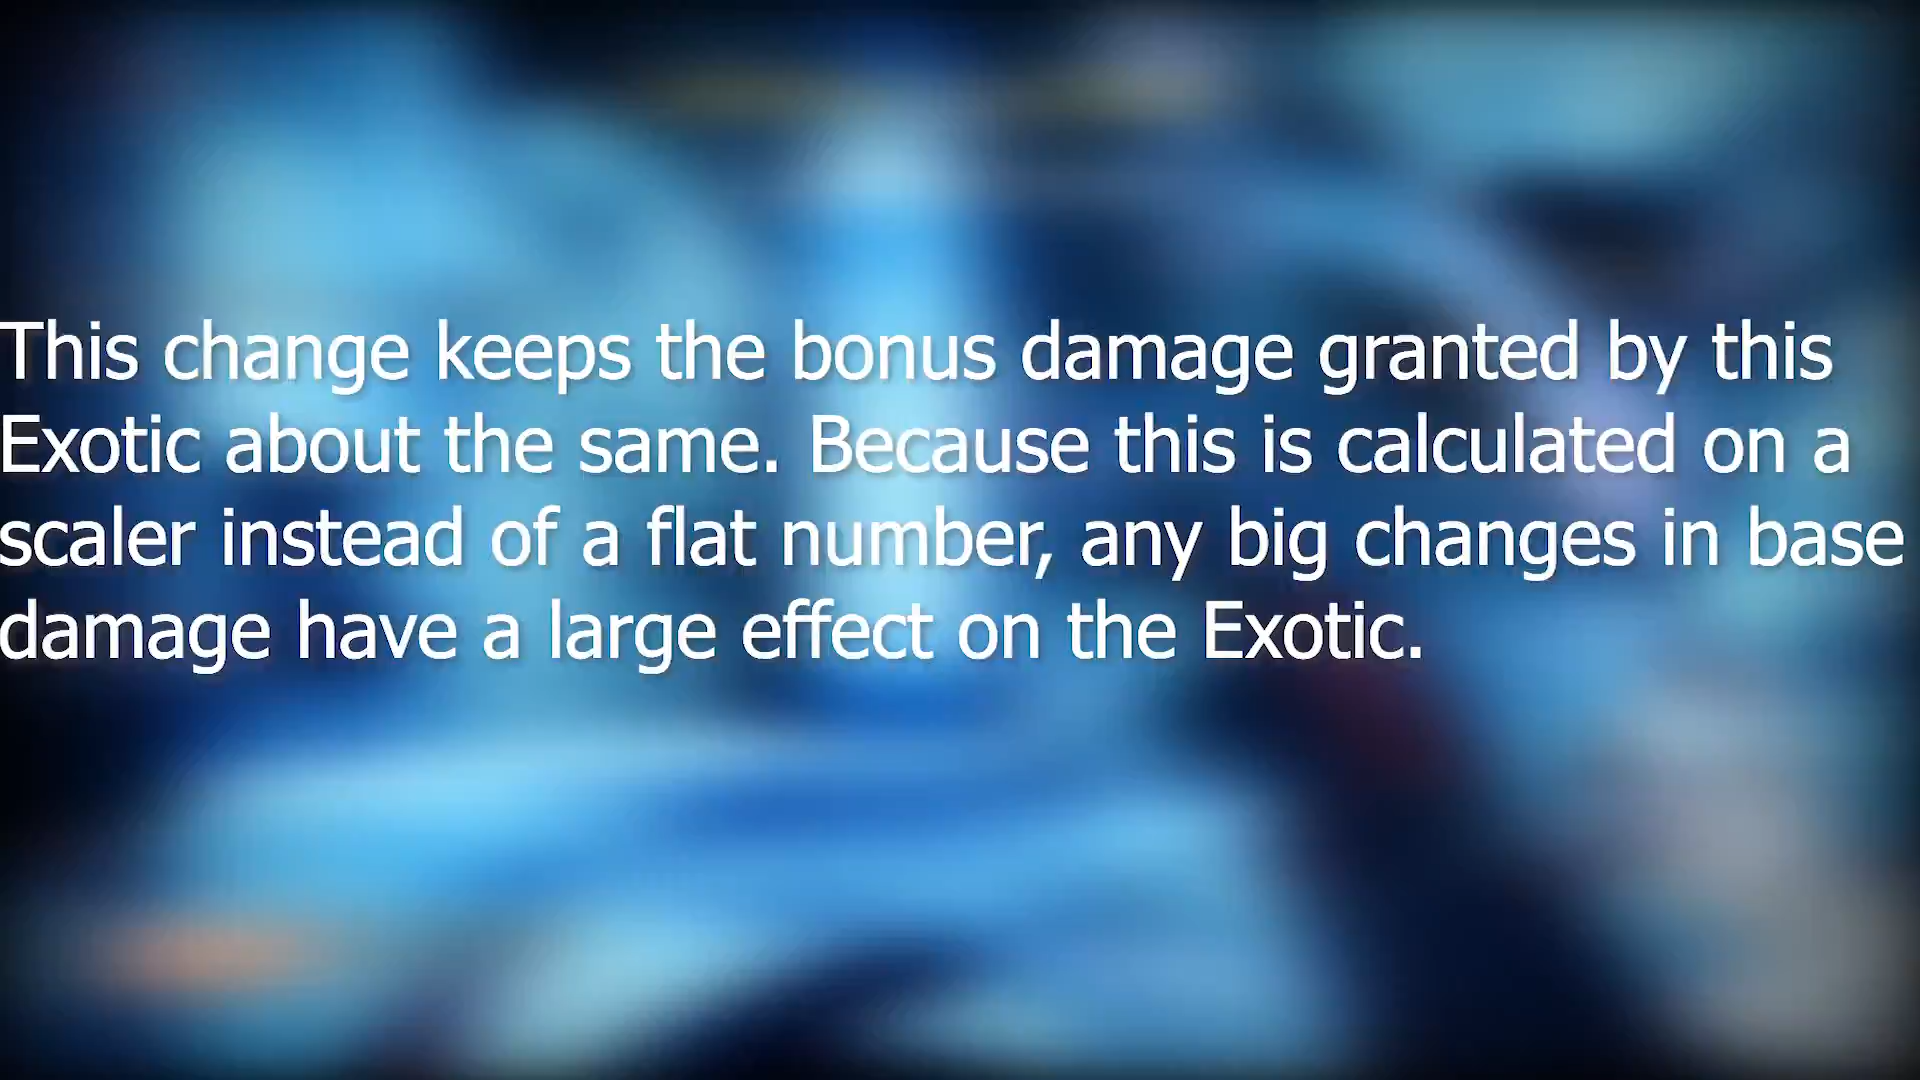 This change keeps the bonus damage granted by this
Exotic about the same. Because this is calculated on a
scaler instead of a flat number, any big changes in base
damage have a large effect on the Exotic.